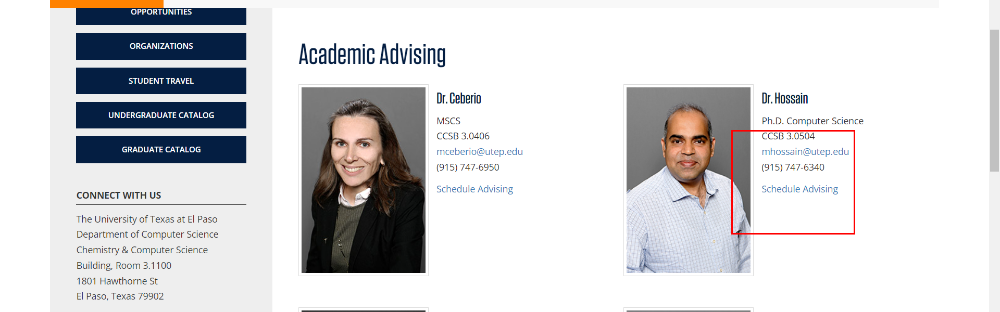 OPPORTUNITIES
ORGANIZATIONS
STUDENT TRAVEL
UNDERGRADUATE CATALOG
GRADUATE CATALOG
CONNECT WITH US
The University of Texas at El Paso
Department of Computer Science
Chemistry & Computer Science
Building, Room 3.1100
1801 Hawthorne St
El Paso, Texas 79902
Academic Advising
Dr. Ceberio
MSCS
CCSB 3.0406
mceberio@utep.edu
(915) 747-6950
Schedule Advising
Dr. Hossain
Ph.D. Computer Science
CCSB 3.0504
mhossain@utep.edu
(915) 747-6340
Schedule Advising